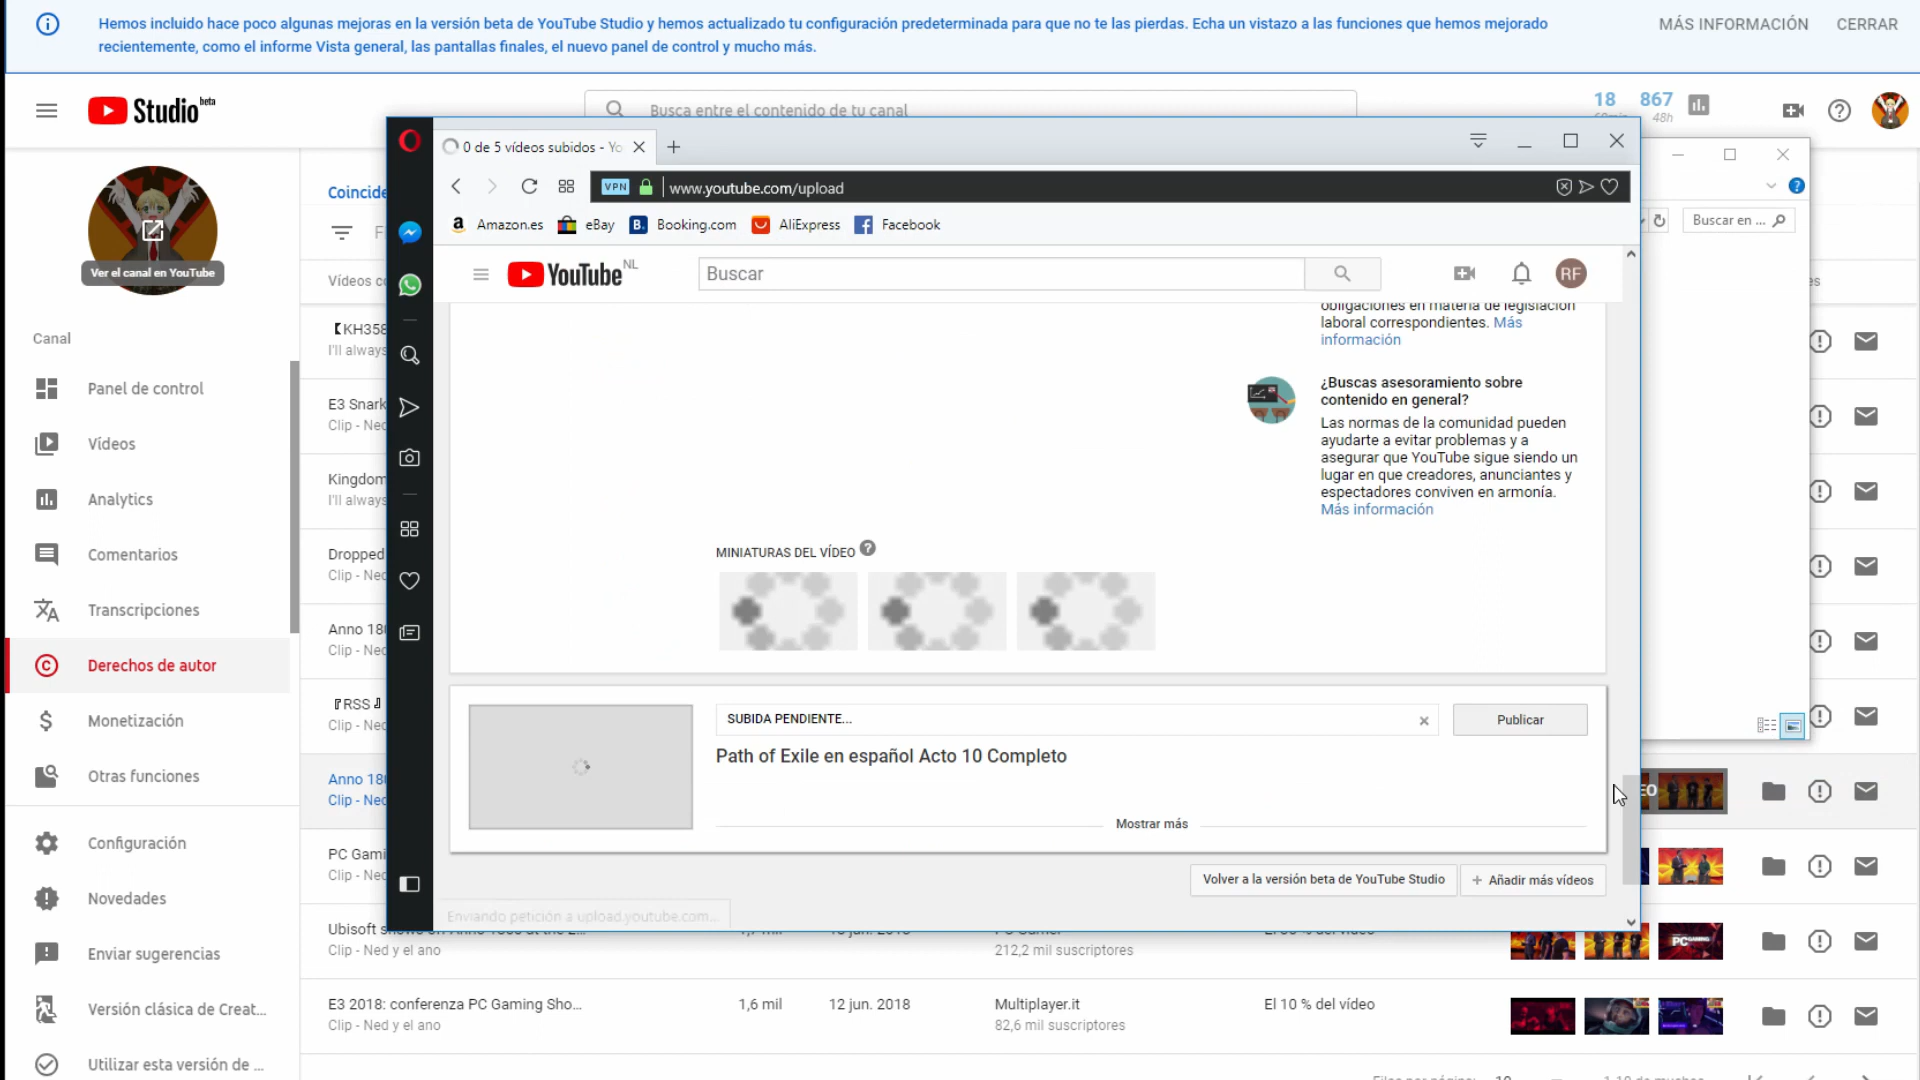 Hemos incluido hace poco algunas mejoras en la versión beta de YouTube Studio y hemos actualizado tu configuración predeterminada para que no te las pierdas. Echa un vistazo a las funciones que hemos mejorado
recientemente, como el informe Vista general, las pantallas finales, el nuevo panel de control y mucho más.
MÁS INFORMACIÓN
CERRAR
Studio beta
Busca entre el contenido de tu canal
18
867
48h
Ver el canal en YouTube
Canal
Panel de control
Vídeos
Analytics
Comentarios
Transcripciones
Derechos de autor
Monetización
Otras funciones
Configuración
Novedades
Enviar sugerencias
Versión clásica de Creat...
Utilizar esta versión de ...
Coincide
Vídeos c
【KH358
I'll always
E3 Snark
Clip - Ned
Kingdom
I'll always
Dropped
Clip - Ned
Anno 180
Clip - Ned
『RSS』
Clip - Ned
Anno 180
Clip - Ned
PC Gami
Clip - Ned
0 de 5 vídeos subidos - Yo
VPN
www.youtube.com/upload
Amazon.es
eBay
Booking.com
AliExpress
Facebook
YouTube NL
Buscar
RF
obligaciones en materia de legislación
laboral correspondientes. Más
información
¿Buscas asesoramiento sobre
contenido en general?
Las normas de la comunidad pueden
ayudarte a evitar problemas y a
asegurar que YouTube sigue siendo un
lugar en que creadores, anunciantes y
espectadores conviven en armonía.
Más información
MINIATURAS DEL VÍDEO
SUBIDA PENDIENTE...
Publicar
Path of Exile en español Acto 10 Completo
Mostrar más
Volver a la versión beta de YouTube Studio
+ Añadir más vídeos
Enviando petición a upload.youtube.com...
Buscar en ...
EO
Clip - Ned y el ano
212,2 mil suscriptores
E3 2018: conferenza PC Gaming Sho...
1,6 mil
12 jun. 2018
Multiplayer.it
El 10 % del vídeo
Clip - Ned y el ano
82,6 mil suscriptores